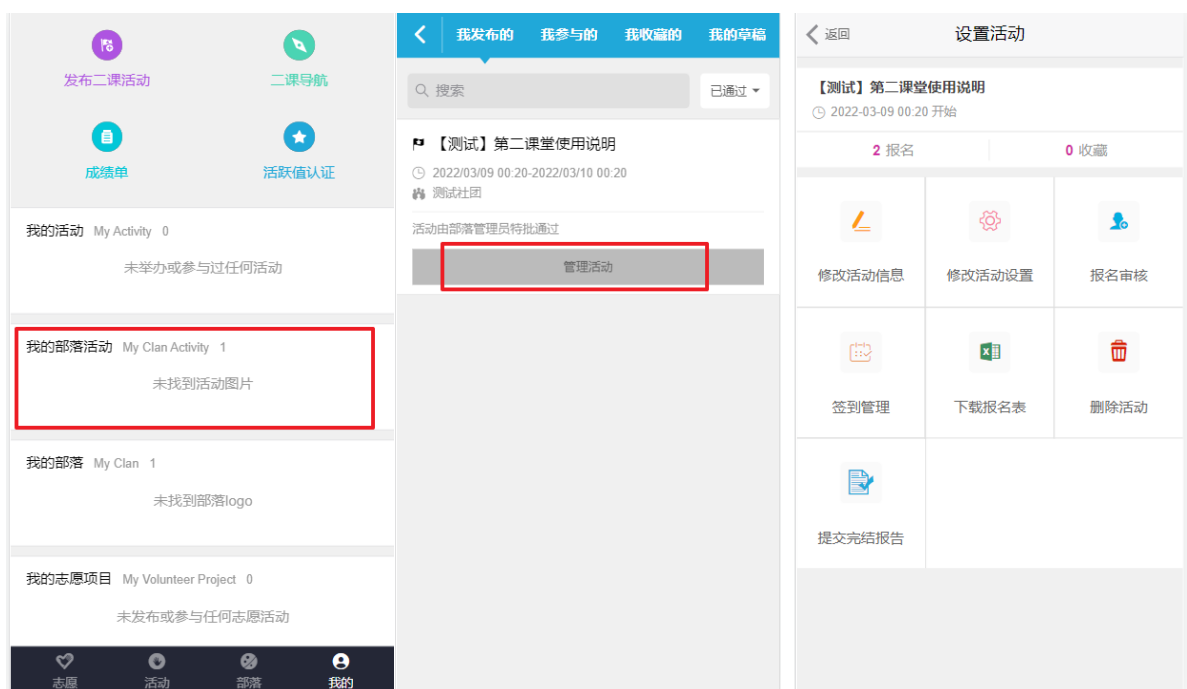 发布二课活动
二课导航
成绩单
活跃值认证
我的活动 My Activity 0
未举办或参与过任何活动
我的部落活动 My Clan Activity 1
未找到活动图片
我的部落 My Clan 1
未找到部落logo
我的志愿项目 My Volunteer Project 0
未发布或参与任何志愿活动
志愿
活动
部落
我的
我发布的
我参与的
我收藏的
我的草稿
搜索
已通过
【测试】第二课堂使用说明
2022/03/09 00:20-2022/03/10 00:20
测试社团
活动由部落管理员特批通过
管理活动
返回
设置活动
【测试】第二课堂使用说明
2022-03-09 00:20 开始
2 报名
0 收藏
修改活动信息
修改活动设置
报名审核
签到管理
下载报名表
删除活动
提交完结报告